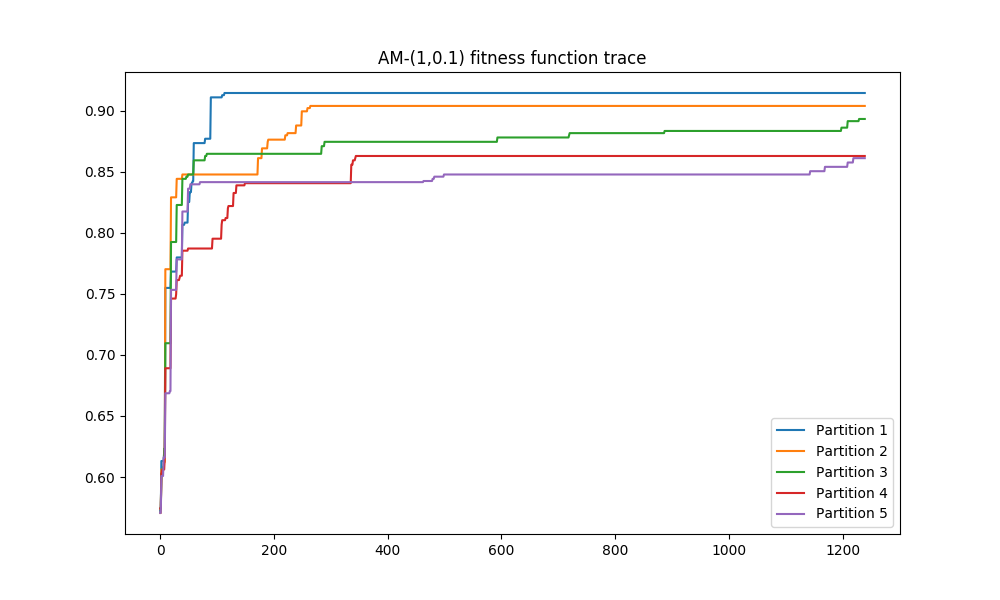 AM-(1,0.1) fitness function trace
0.90
0.85
0.80
0.75
0.70
0.65
0.60
0
200
400
600
800
1000
1200
Partition 1
Partition 2
Partition 3
Partition 4
Partition 5